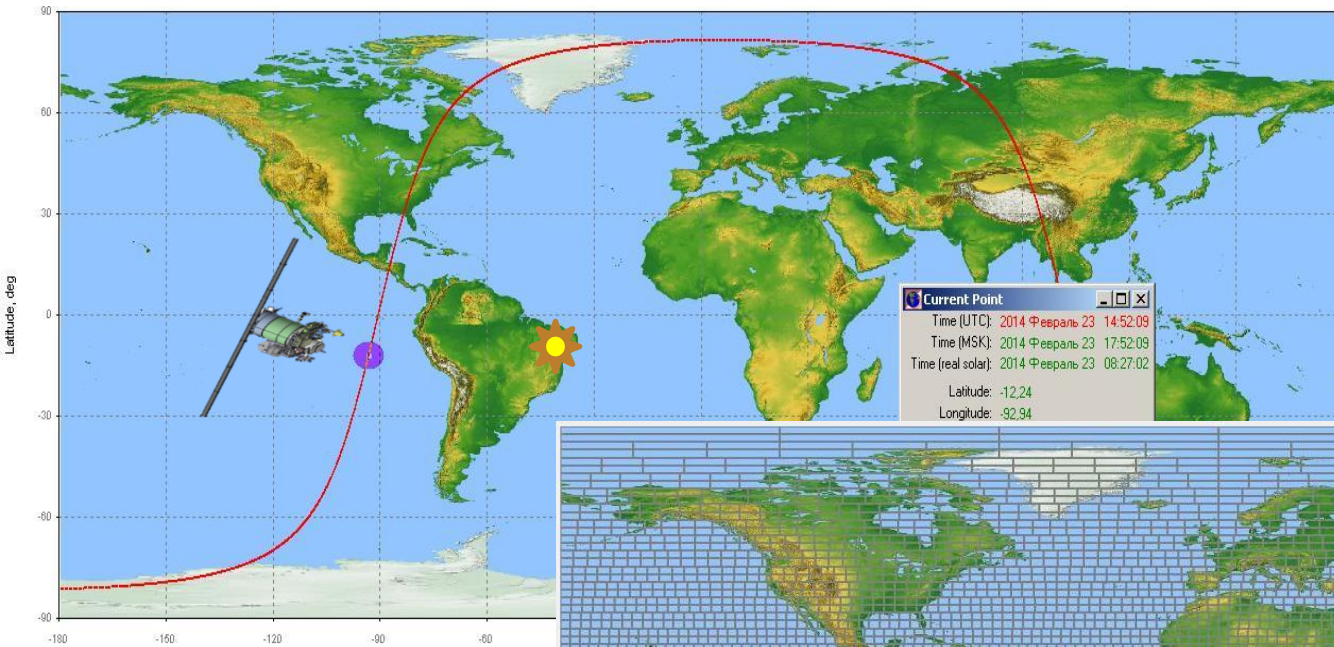 90
60
30
0
-30
-60
-90
Latitude, deg
-180
-150
-120
-90
-60
Current Point
Time (UTC): 2014 Февраль 23 14:52:09
Time (MSK): 2014 Февраль 23 17:52:09
Time (real solar): 2014 Февраль 23 08:27:02
Latitude: -12,24
Longitude: -92,94